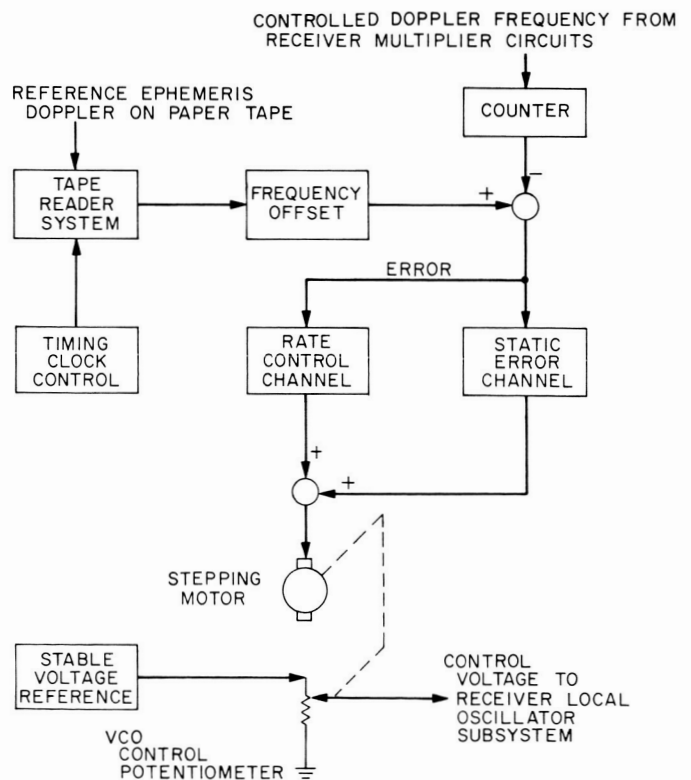 CONTROLLED DOPPLER FREQUENCY FROM
RECEIVER MULTIPLIER CIRCUITS
REFERENCE EPHEMERIS
DOPPLER ON PAPER TAPE
COUNTER
−
TAPE
READER
SYSTEM
FREQUENCY
OFFSET
+
ERROR
TIMING
CLOCK
CONTROL
RATE
CONTROL
CHANNEL
STATIC
ERROR
CHANNEL
+
+
STEPPING
MOTOR
STABLE
VOLTAGE
REFERENCE
CONTROL
VOLTAGE TO
RECEIVER LOCAL
OSCILLATOR
SUBSYSTEM
VCO
CONTROL
POTENTIOMETER